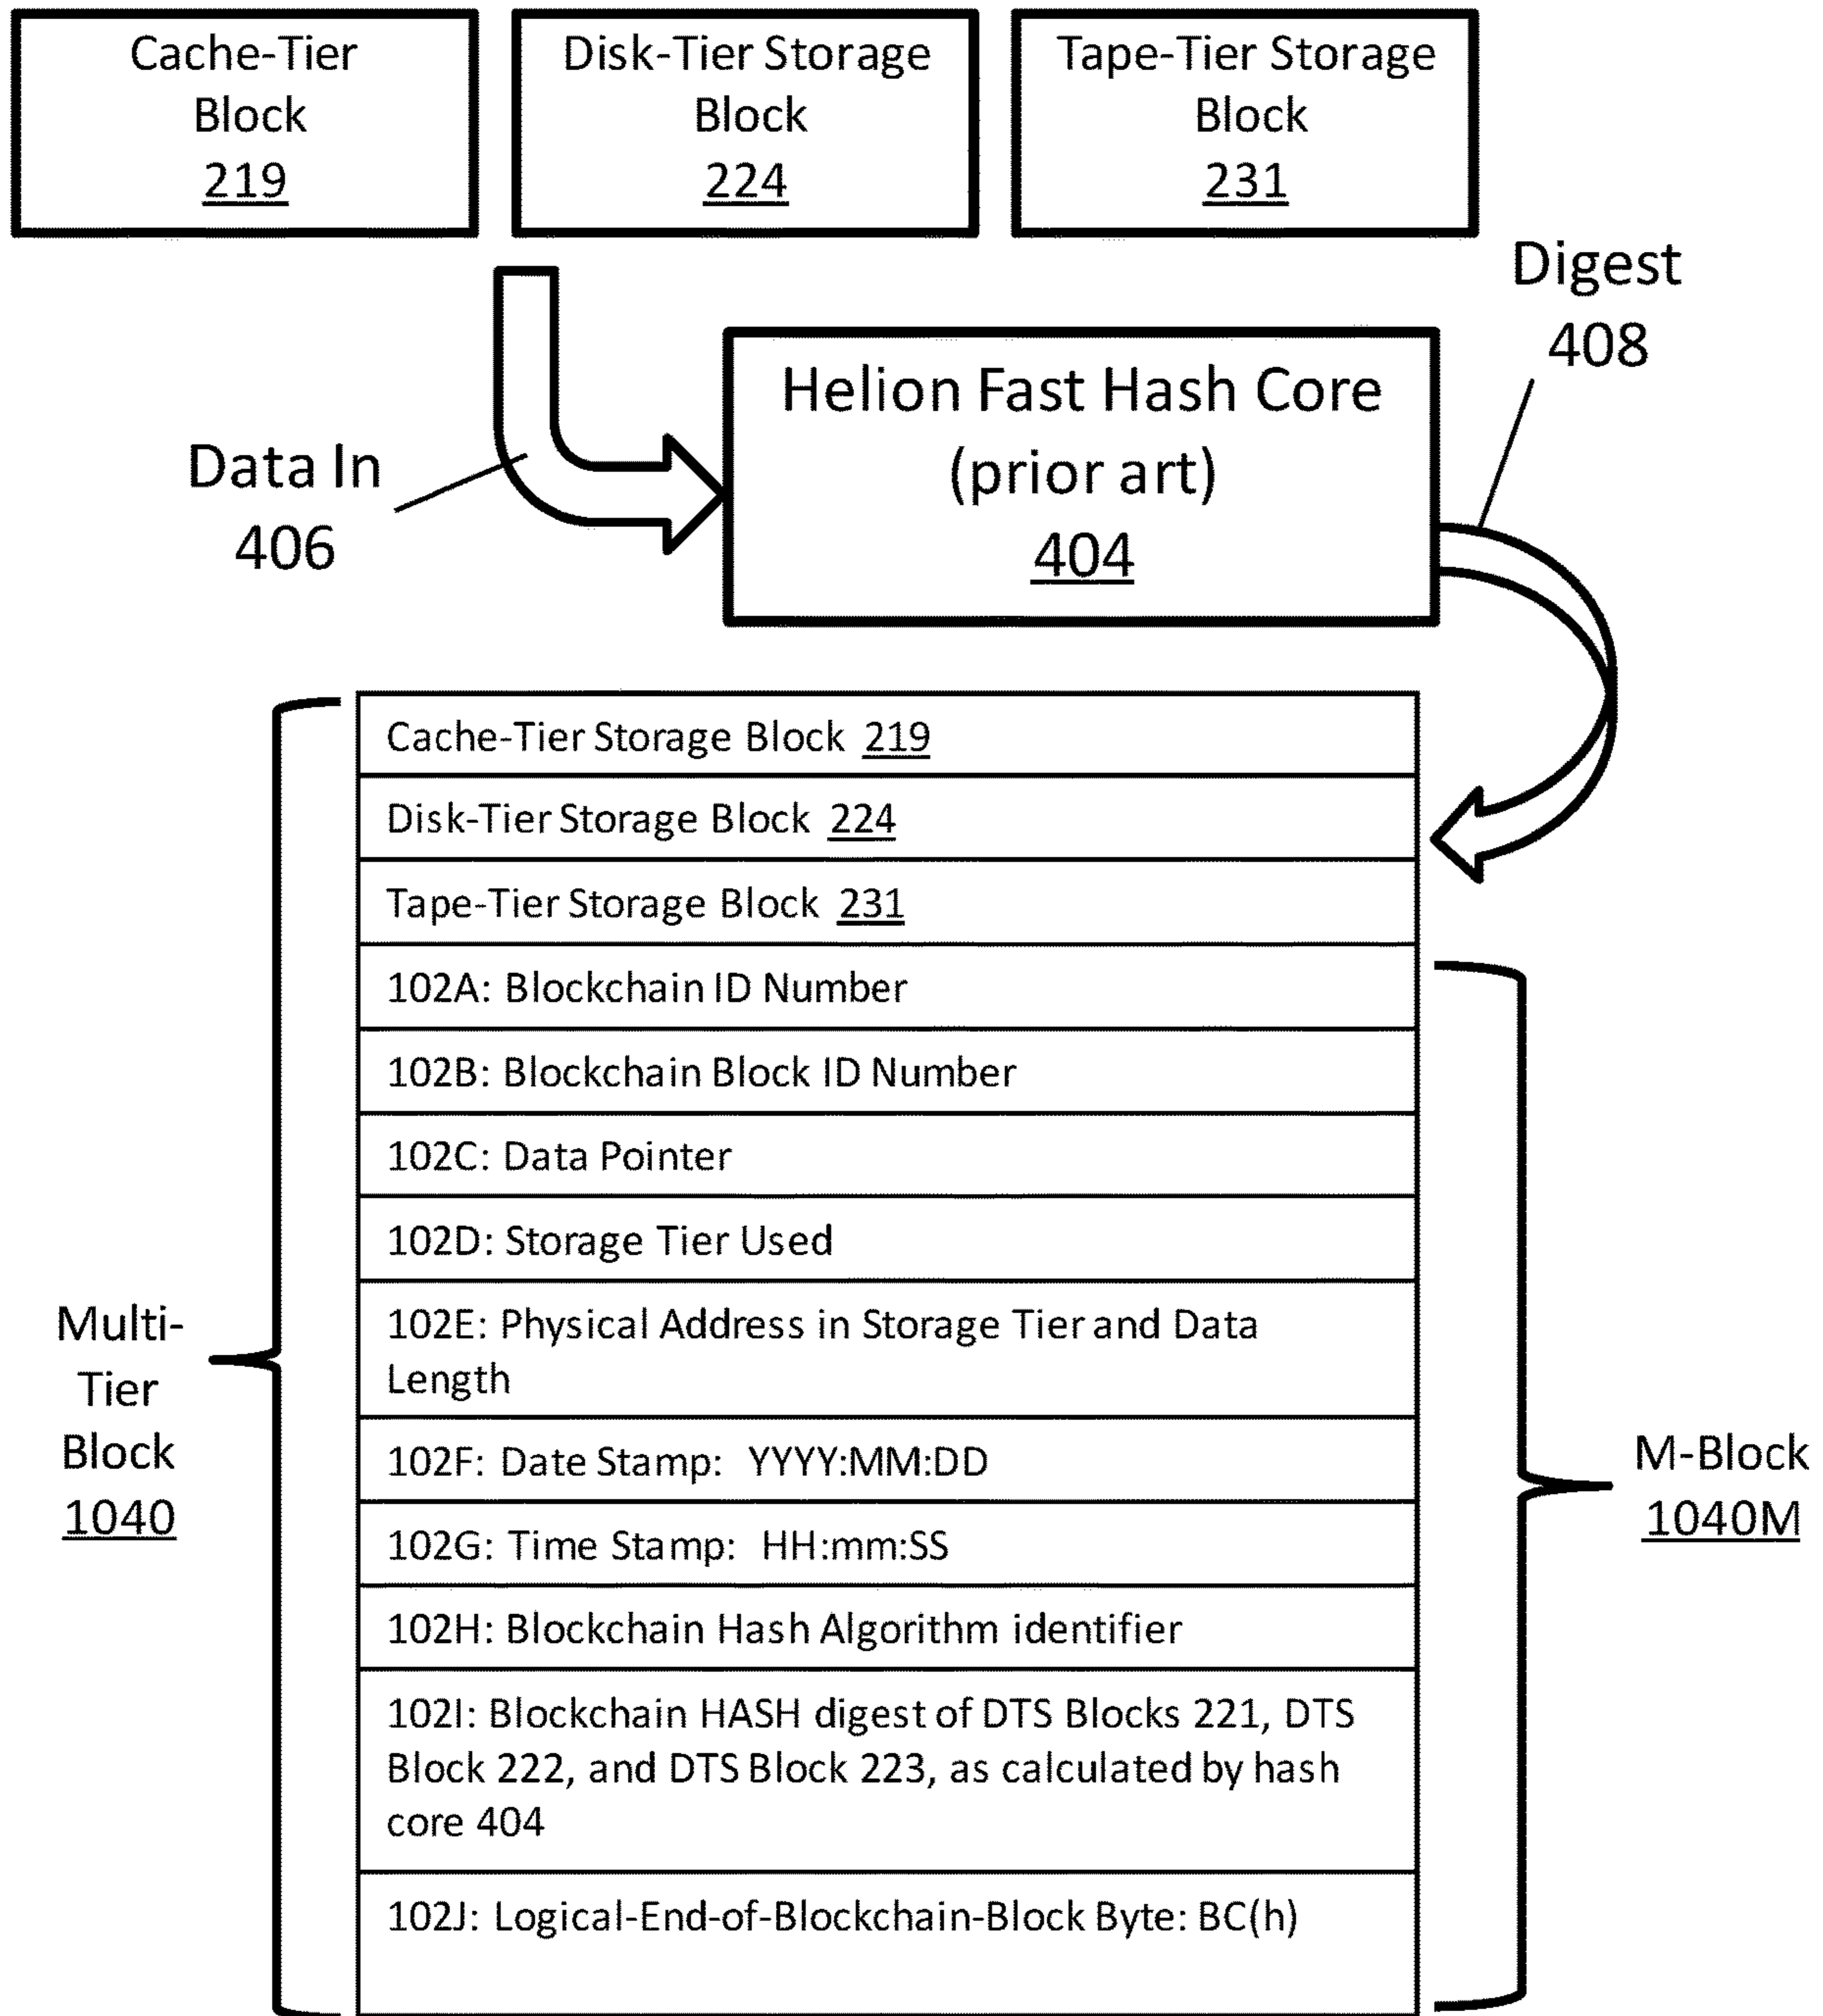 Cache-Tier
Block
219
Disk-Tier Storage
Block
224
Tape-Tier Storage
Block
231
Digest
408
Helion Fast Hash Core
(prior art)
404
Data In
406
Cache-Tier Storage Block 219
Disk-Tier Storage Block 224
Tape-Tier Storage Block 231
102A: Blockchain ID Number
102B: Blockchain Block ID Number
102C: Data Pointer
102D: Storage Tier Used
102E: Physical Address in Storage Tier and Data
Length
102F: Date Stamp: YYYY:MM:DD
102G: Time Stamp: HH:mm:SS
102H: Blockchain Hash Algorithm identifier
102I: Blockchain HASH digest of DTS Blocks 221, DTS
Block 222, and DTS Block 223, as calculated by hash
core 404
102J: Logical-End-of-Blockchain-Block Byte: BC(h)
Multi-
Tier
Block
1040
M-Block
1040M